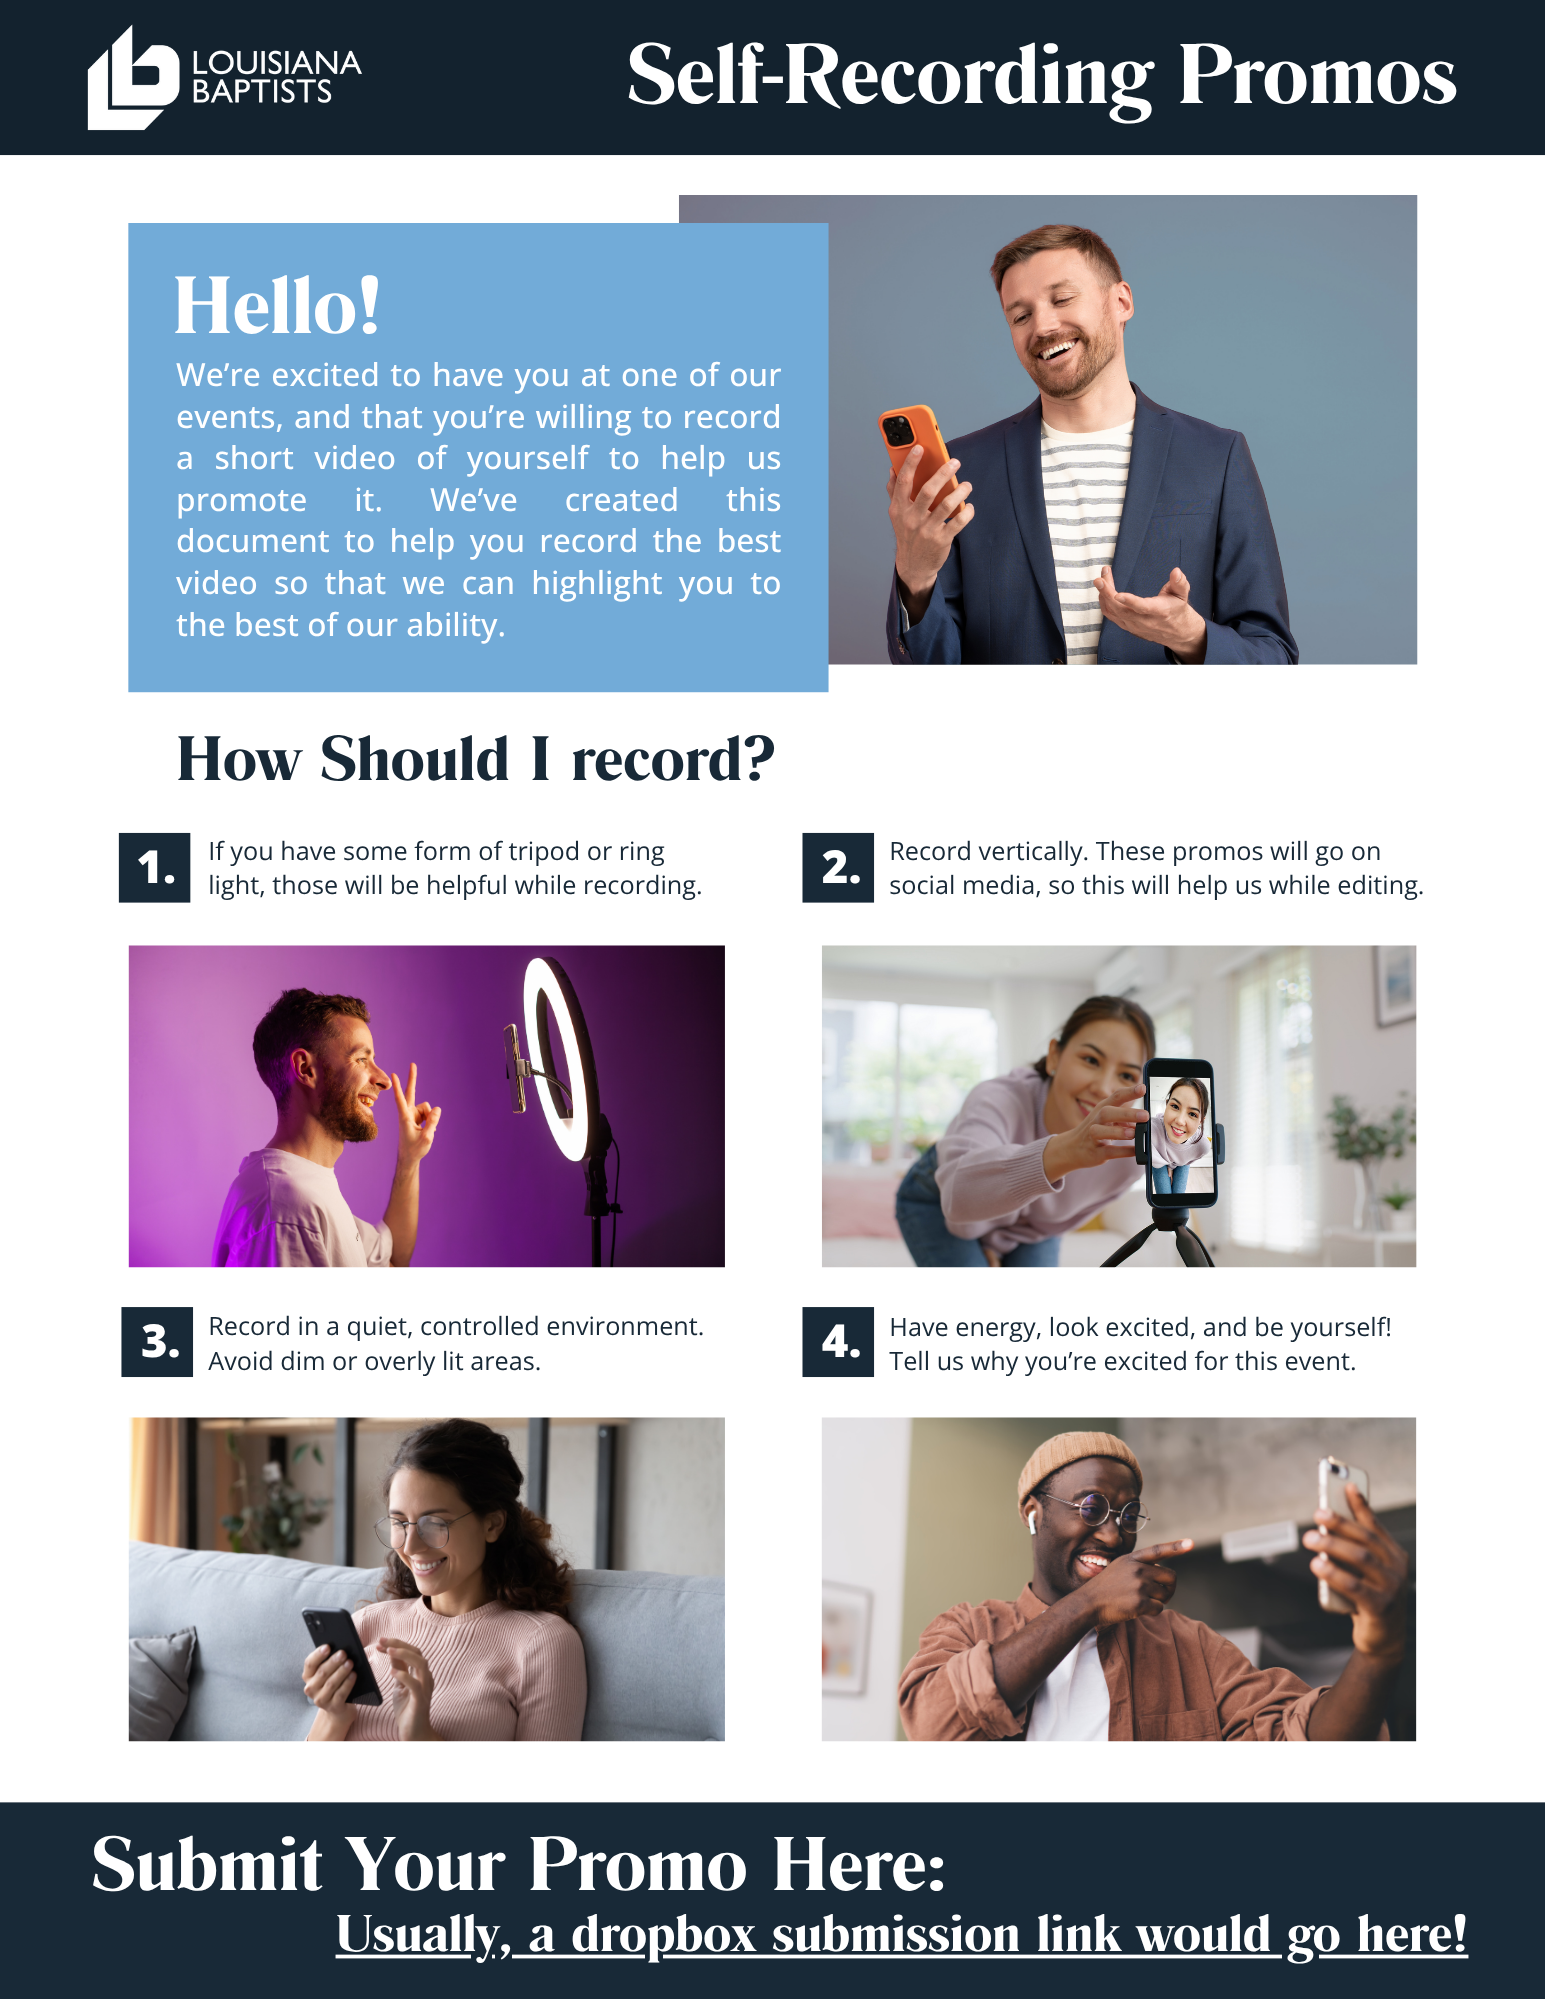 LOUISIANA
BAPTISTS
Self-Recording Promos
Hello!
We’re excited to have you at one of our
events, and that you’re willing to record
a short video of yourself to help us
promote it. We’ve created this
document to help you record the best
video so that we can highlight you to
the best of our ability.
How Should I record?
1.
If you have some form of tripod or ring
light, those will be helpful while recording.
2.
Record vertically. These promos will go on
social media, so this will help us while editing.
3.
Record in a quiet, controlled environment.
Avoid dim or overly lit areas.
4.
Have energy, look excited, and be yourself!
Tell us why you’re excited for this event.
Submit Your Promo Here:
Usually, a dropbox submission link would go here!